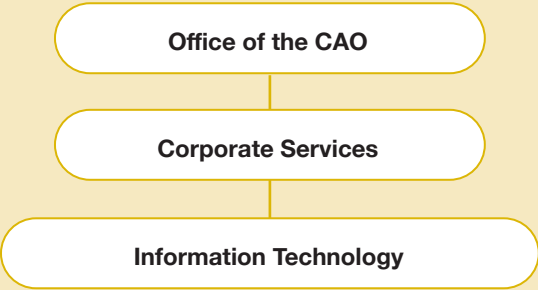 Office of the CAO
Corporate Services
Information Technology